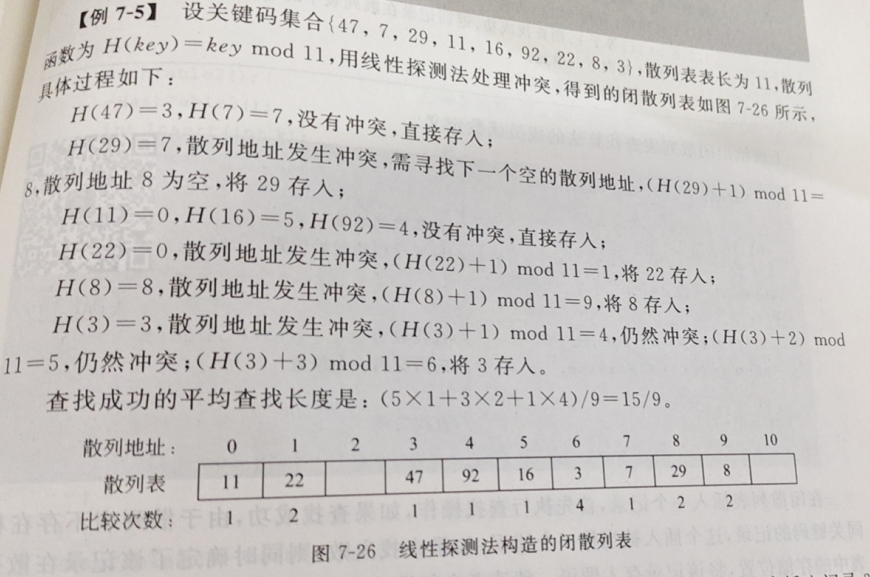 【例 7-5】 设关键码集合{47, 7, 29, 11, 16, 92, 22, 8, 3},散列表表长为 11,散列
函数为 H(key)=key mod 11,用线性探测法处理冲突,得到的闭散列表如图 7-26 所示,
具体过程如下:
H(47)=3,H(7)=7,没有冲突,直接存入;
H(29)=7,散列地址发生冲突,需寻找下一个空的散列地址,(H(29)+1) mod 11=
8,散列地址 8 为空,将 29 存入;
H(11)=0,H(16)=5,H(92)=4,没有冲突,直接存入;
H(22)=0,散列地址发生冲突,(H(22)+1) mod 11=1,将 22 存入;
H(8)=8,散列地址发生冲突,(H(8)+1) mod 11=9,将 8 存入;
H(3)=3,散列地址发生冲突,(H(3)+1) mod 11=4,仍然冲突;(H(3)+2) mod
11=5,仍然冲突;(H(3)+3) mod 11=6,将 3 存入。
查找成功的平均查找长度是: (5×1+3×2+1×4)/9=15/9。
散列地址: 0 1 2 3 4 5 6 7 8 9 10
散列表 11 22 47 92 16 3 7 29 8
比较次数: 1 2 1 1 1 4 1 2 2
图 7-26 线性探测法构造的闭散列表